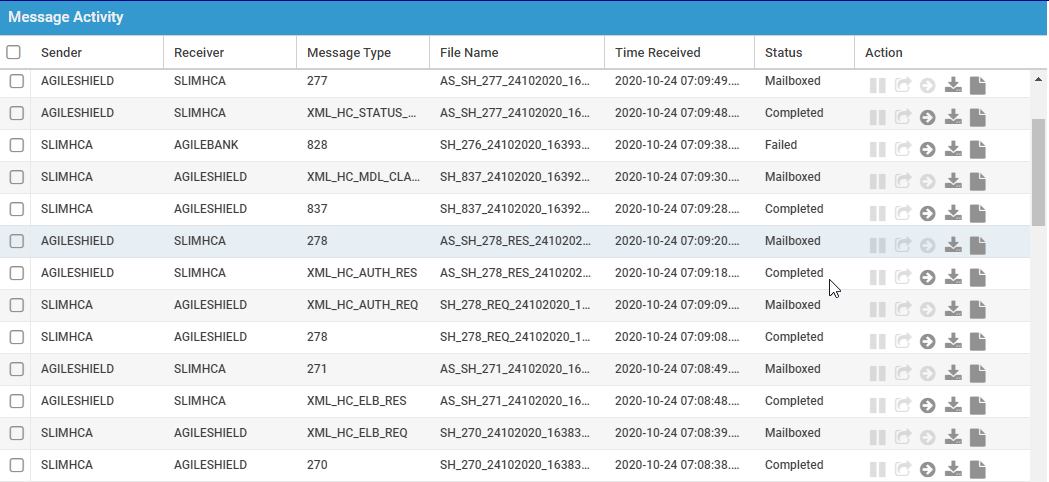 Message Activity
Sender Receiver Message Type File Name Time Received Status Action
AGILESHIELD SLIMHCA 277 AS_SH_277_24102020_16... 2020-10-24 07:09:49.... Mailboxed
AGILESHIELD SLIMHCA XML_HC_STATUS_... AS_SH_277_24102020_16... 2020-10-24 07:09:48.... Completed
SLIMHCA AGILEBANK 828 SH_276_24102020_16393... 2020-10-24 07:09:38.... Failed
SLIMHCA AGILESHIELD XML_HC_MDL_CLA... SH_837_24102020_16392... 2020-10-24 07:09:30.... Mailboxed
SLIMHCA AGILESHIELD 837 SH_837_24102020_16392... 2020-10-24 07:09:28.... Completed
AGILESHIELD SLIMHCA 278 AS_SH_278_RES_2410202... 2020-10-24 07:09:20.... Mailboxed
AGILESHIELD SLIMHCA XML_HC_AUTH_RES AS_SH_278_RES_2410202... 2020-10-24 07:09:18.... Completed
SLIMHCA AGILESHIELD XML_HC_AUTH_REQ SH_278_REQ_24102020_1... 2020-10-24 07:09:09.... Mailboxed
SLIMHCA AGILESHIELD 278 SH_278_REQ_24102020_1... 2020-10-24 07:09:08.... Completed
AGILESHIELD SLIMHCA 271 AS_SH_271_24102020_16... 2020-10-24 07:08:49.... Mailboxed
AGILESHIELD SLIMHCA XML_HC_ELB_RES AS_SH_271_24102020_16... 2020-10-24 07:08:48.... Completed
SLIMHCA AGILESHIELD XML_HC_ELB_REQ SH_270_24102020_16383... 2020-10-24 07:08:39.... Mailboxed
SLIMHCA AGILESHIELD 270 SH_270_24102020_16383... 2020-10-24 07:08:38.... Completed